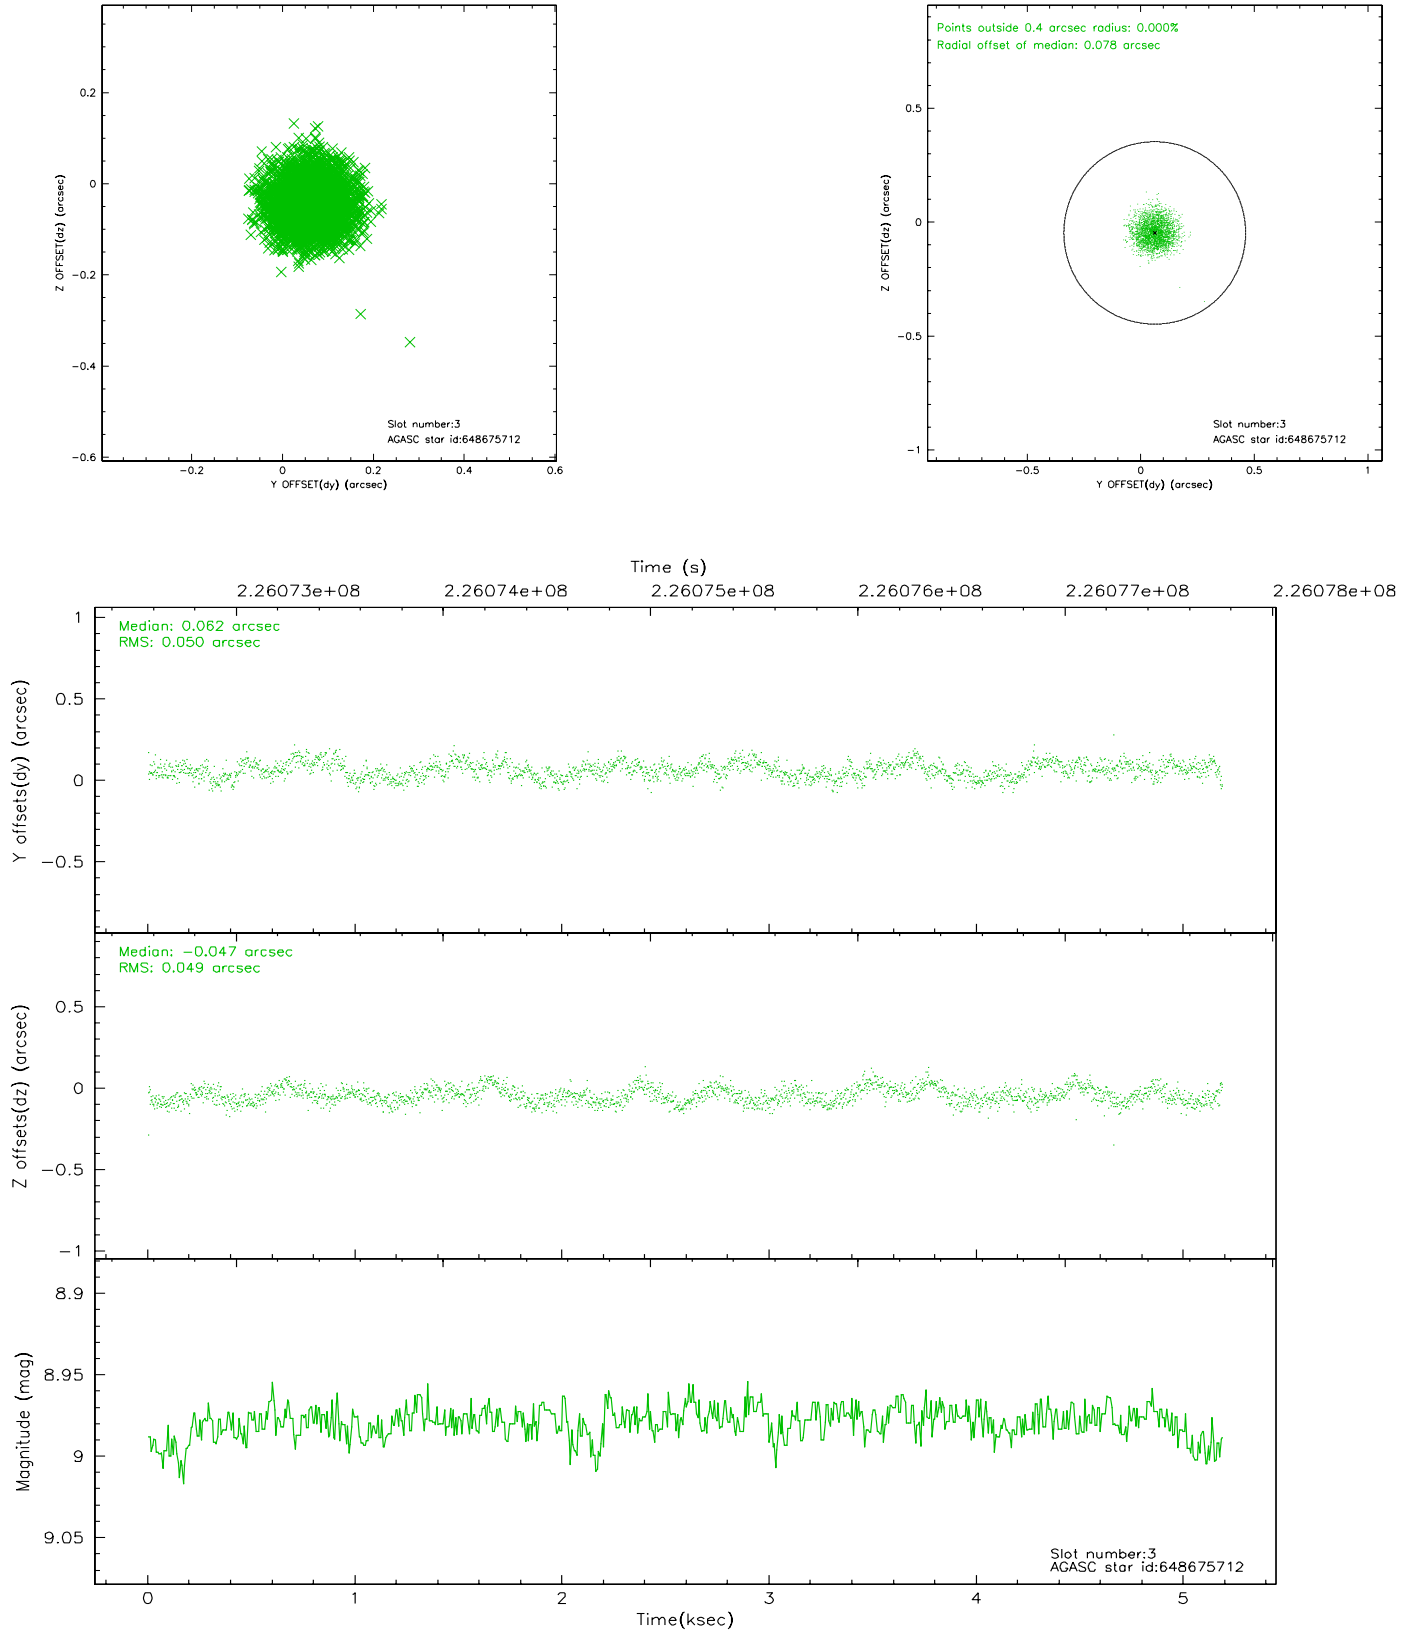 0.2
0
-0.2
-0.4
-0.6
-0.2
0
0.2
0.4
0.6
Z OFFSET(dz) (arcsec)
Y OFFSET(dy) (arcsec)
Slot number:3
AGASC star id:648675712
Points outside 0.4 arcsec radius: 0.000%
Radial offset of median: 0.078 arcsec
0.5
0
-0.5
-1
-0.5
0
0.5
1
Z OFFSET(dz) (arcsec)
Y OFFSET(dy) (arcsec)
Slot number:3
AGASC star id:648675712
Time (s)
2.26073e+08 2.26074e+08 2.26075e+08 2.26076e+08 2.26077e+08 2.26078e+08
Median: 0.062 arcsec
RMS: 0.050 arcsec
1
0.5
0
-0.5
Y offsets(dy) (arcsec)
Median: -0.047 arcsec
RMS: 0.049 arcsec
0.5
0
-0.5
-1
Z offsets(dz) (arcsec)
8.9
8.95
9
9.05
Magnitude (mag)
Slot number:3
AGASC star id:648675712
0 1 2 3 4 5
Time(ksec)